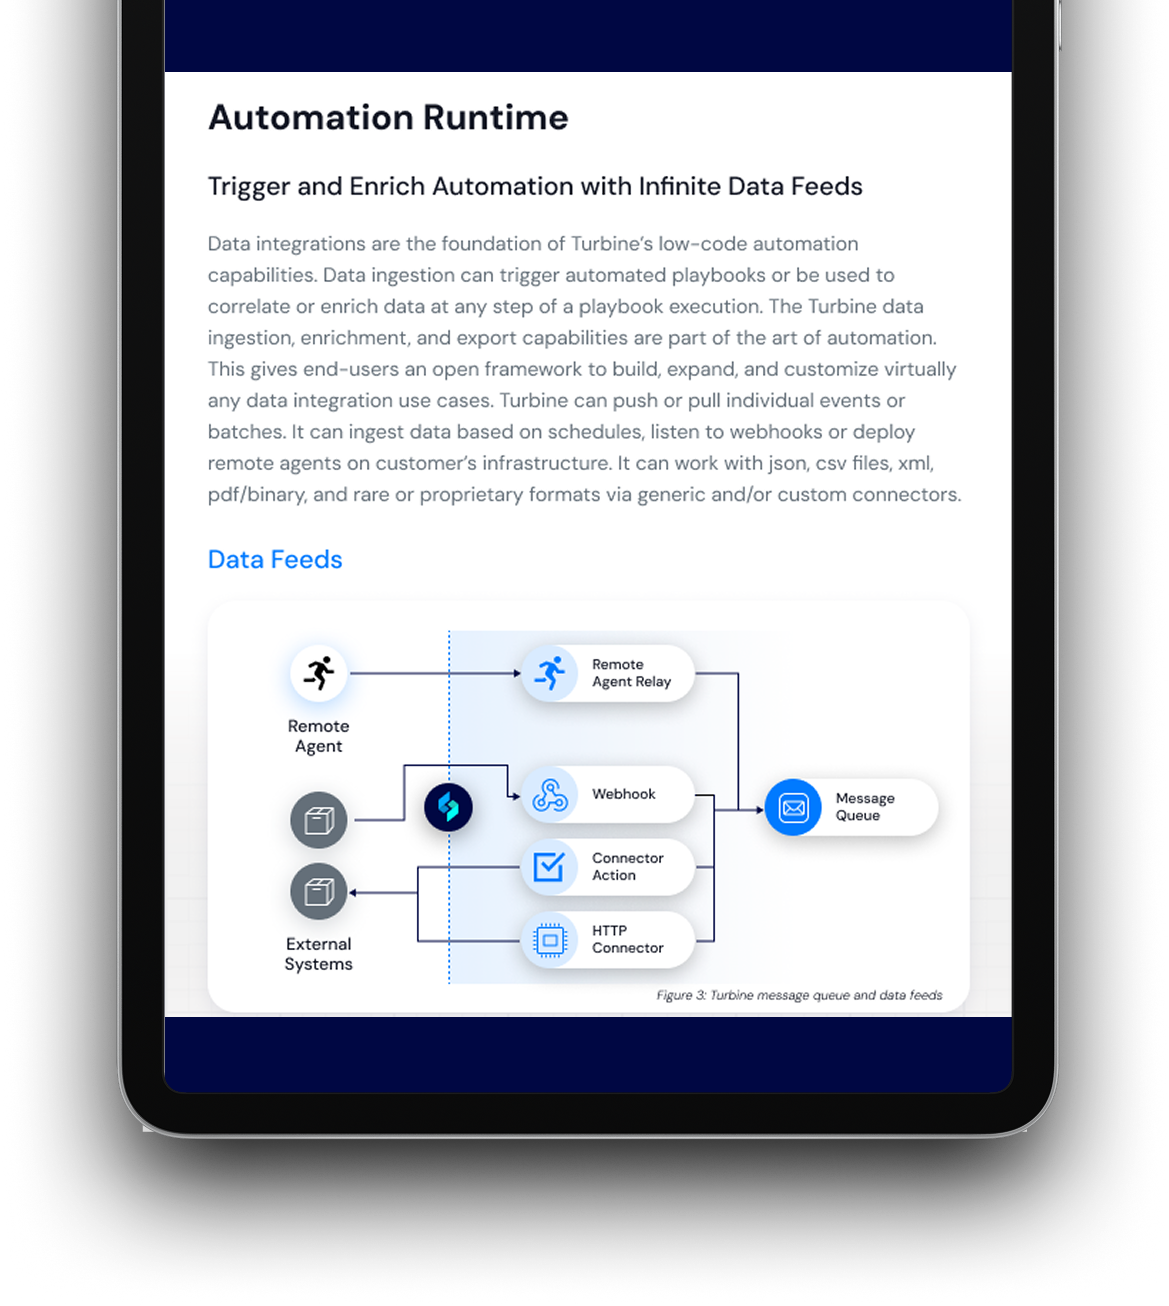 Automation Runtime
Trigger and Enrich Automation with Infinite Data Feeds
Data integrations are the foundation of Turbine’s low-code automation
capabilities. Data ingestion can trigger automated playbooks or be used to
correlate or enrich data at any step of a playbook execution. The Turbine data
ingestion, enrichment, and export capabilities are part of the art of automation.
This gives end-users an open framework to build, expand, and customize virtually
any data integration use cases. Turbine can push or pull individual events or
batches. It can ingest data based on schedules, listen to webhooks or deploy
remote agents on customer’s infrastructure. It can work with json, csv files, xml,
pdf/binary, and rare or proprietary formats via generic and/or custom connectors.
Data Feeds
Remote
Agent
Remote
Agent Relay
Webhook
Message
Queue
Connector
Action
HTTP
Connector
External
Systems
Figure 3: Turbine message queue and data feeds